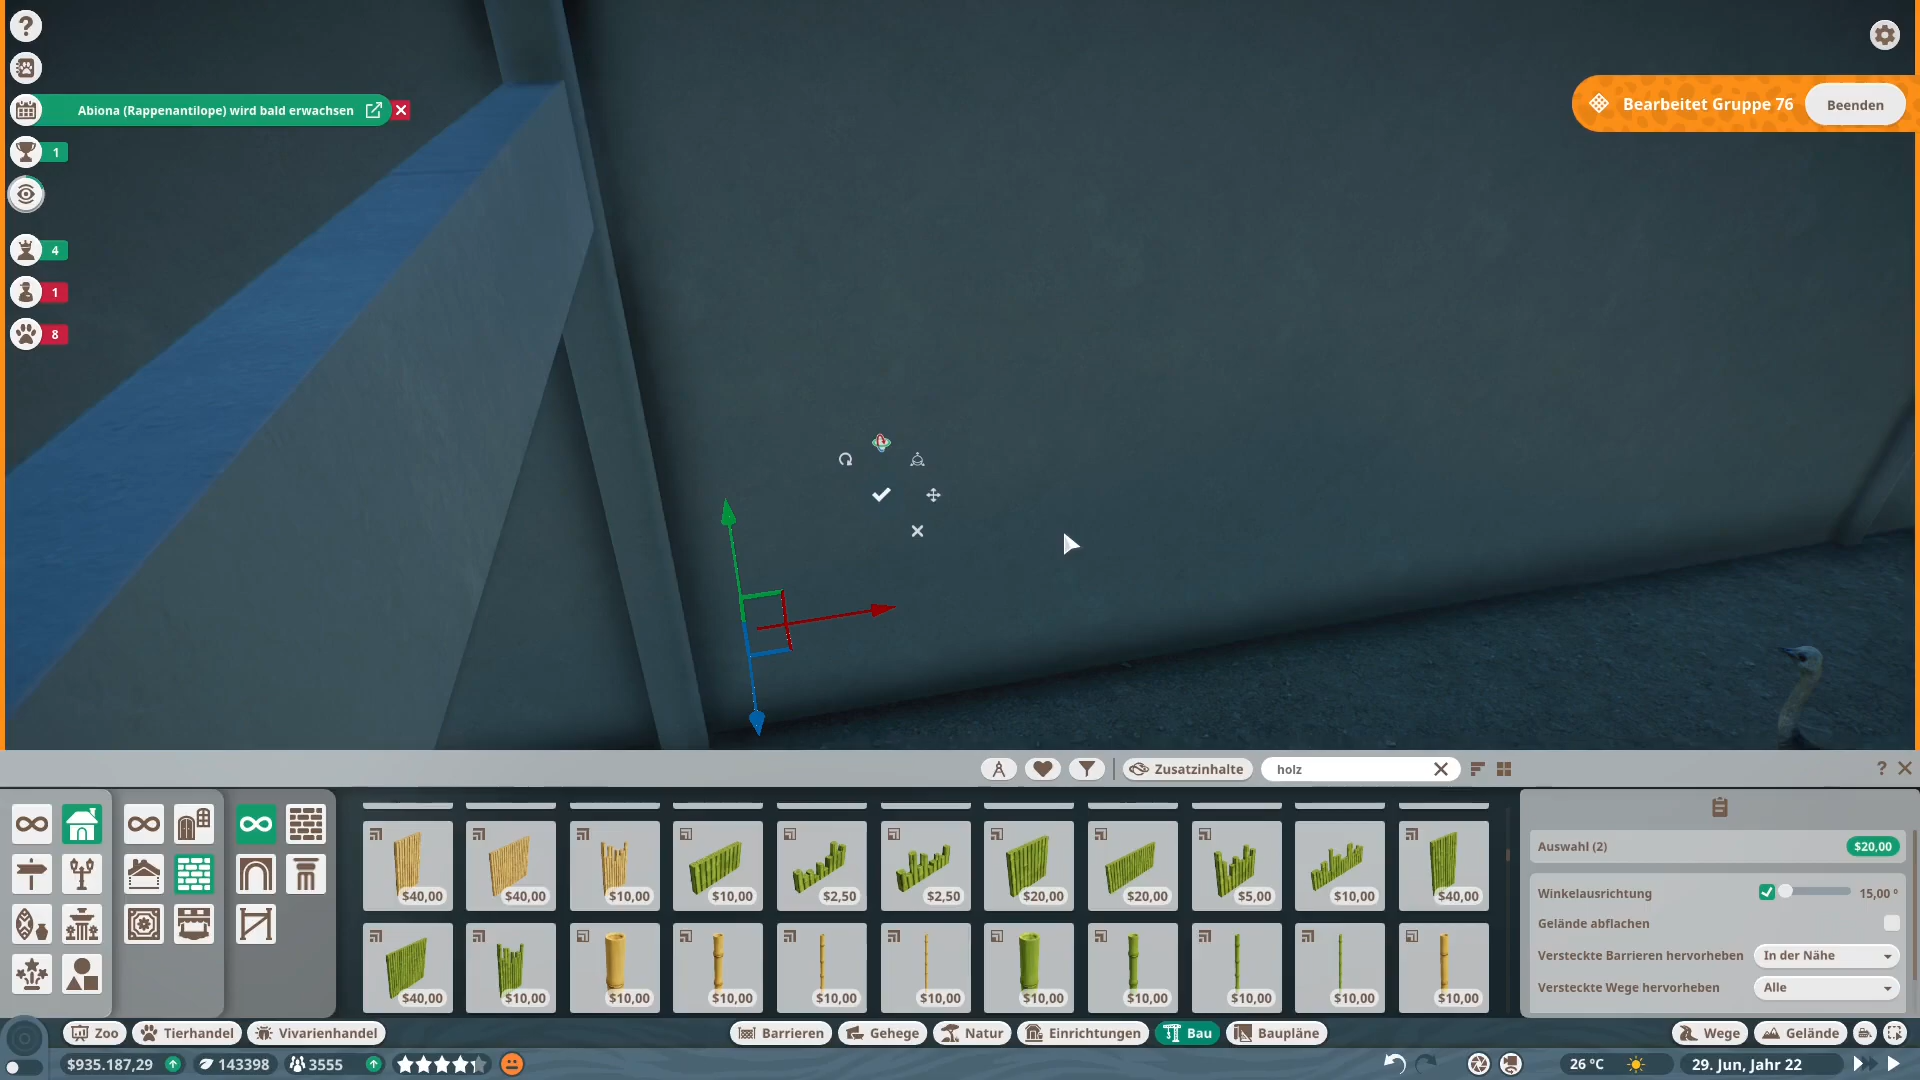 ?
Abiona (Rappenantilope) wird bald erwachsen
1
4
1
8
Bearbeitet Gruppe 76
Beenden
Zusatzinhalte
holz
?
$40,00 $40,00 $10,00 $10,00 $2,50 $2,50 $20,00 $20,00 $5,00 $10,00 $40,00
$40,00 $10,00 $10,00 $10,00 $10,00 $10,00 $10,00 $10,00 $10,00 $10,00 $10,00
Auswahl (2) $20,00
Winkelausrichtung 15,00 °
Gelände abflachen
Versteckte Barrieren hervorheben In der Nähe
Versteckte Wege hervorheben Alle
Zoo Tierhandel Vivarienhandel Barrieren Gehege Natur Einrichtungen Bau Baupläne Wege Gelände
$935.187,29 143398 3555 26 °C 29. Jun, Jahr 22